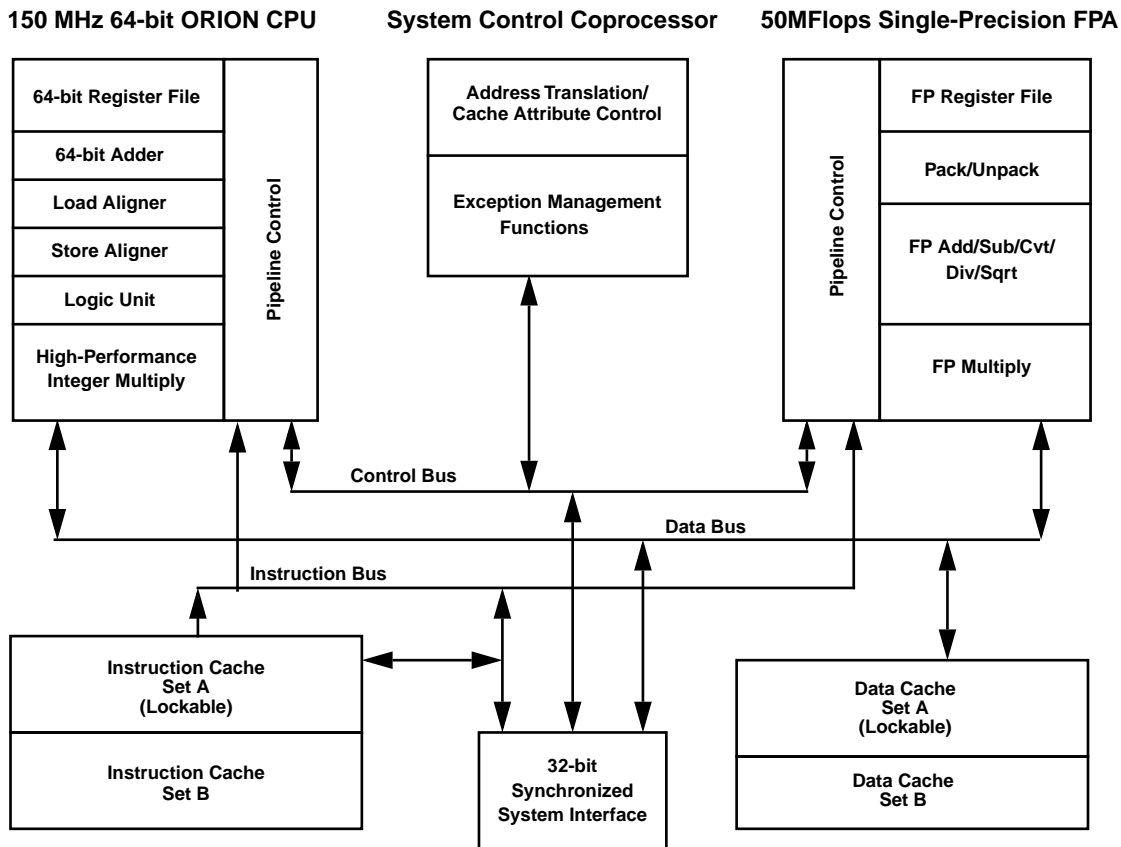 150 MHz 64-bit ORION CPU
System Control Coprocessor
50MFlops Single-Precision FPA
64-bit Register File
64-bit Adder
Load Aligner
Store Aligner
Logic Unit
High-Performance
Integer Multiply
Pipeline Control
Address Translation/
Cache Attribute Control
Exception Management
Functions
Pipeline Control
FP Register File
Pack/Unpack
FP Add/Sub/Cvt/
Div/Sqrt
FP Multiply
Control Bus
Data Bus
Instruction Bus
Instruction Cache
Set A
(Lockable)
Instruction Cache
Set B
32-bit
Synchronized
System Interface
Data Cache
Set A
(Lockable)
Data Cache
Set B